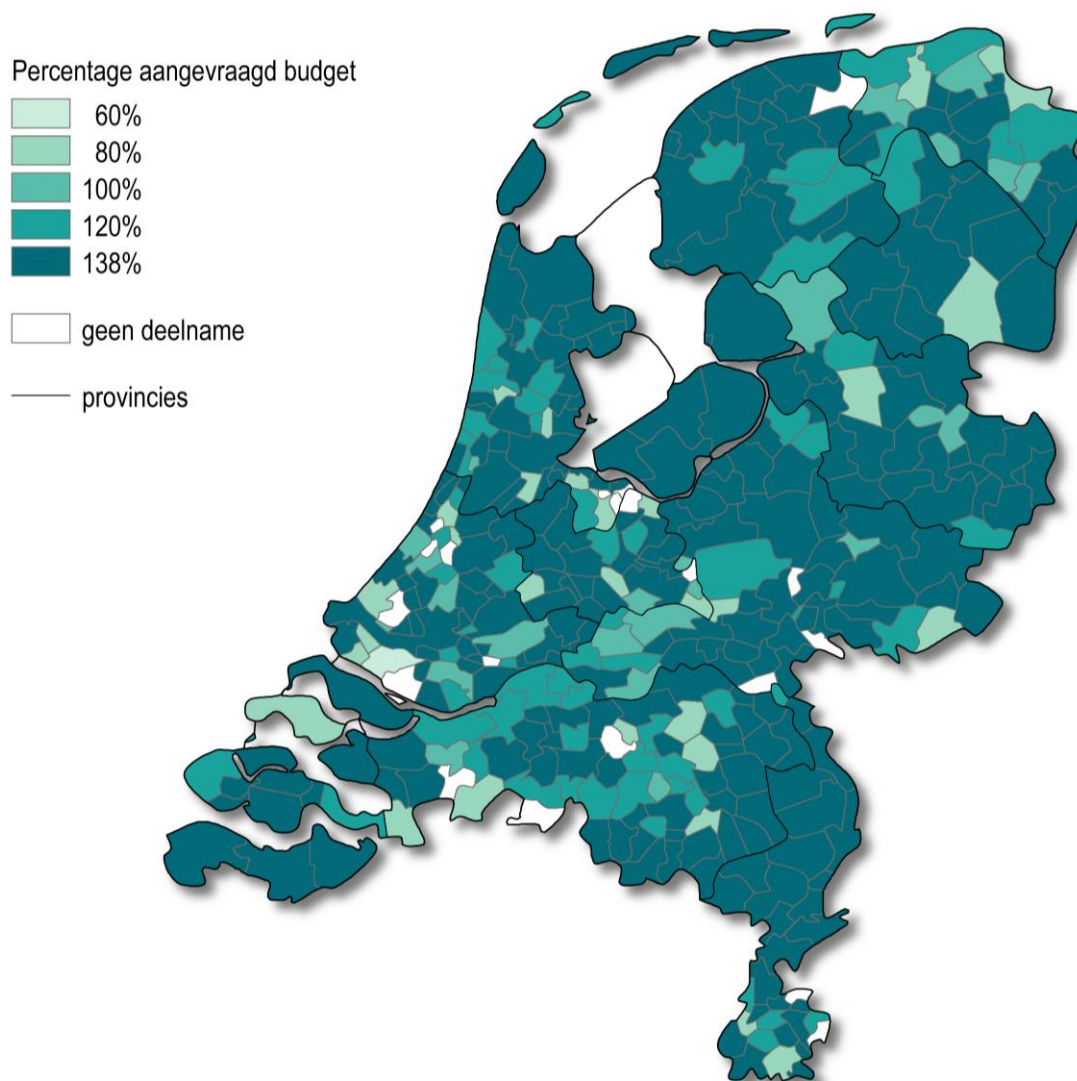 Percentage aangevraagd budget
60%
80%
100%
120%
138%
geen deelname
provincies